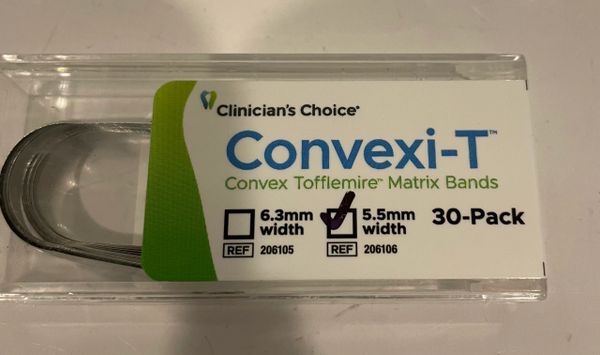 Clinician's Choice®
Convexi-T™
Convex Tofflemire™ Matrix Bands
6.3mm width
REF 206105
5.5mm width
REF 206106
30-Pack